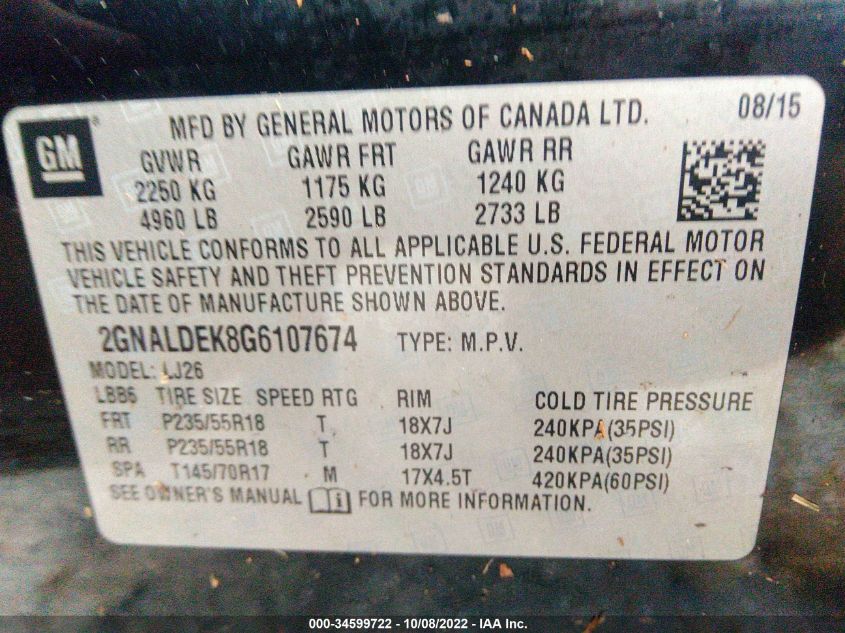 GM
MFD BY GENERAL MOTORS OF CANADA LTD. 08/15
GVWR GAWR FRT GAWR RR
2250 KG 1175 KG 1240 KG
4960 LB 2590 LB 2733 LB
THIS VEHICLE CONFORMS TO ALL APPLICABLE U.S. FEDERAL MOTOR
VEHICLE SAFETY AND THEFT PREVENTION STANDARDS IN EFFECT ON
THE DATE OF MANUFACTURE SHOWN ABOVE.
2GNALDEK8G6107674 TYPE: M.P.V.
MODEL: LJ26
LBB6 TIRE SIZE SPEED RTG RIM COLD TIRE PRESSURE
FRT P235/55R18 T 18X7J 240KPA(35PSI)
RR P235/55R18 T 18X7J 240KPA(35PSI)
SPA T145/70R17 M 17X4.5T 420KPA(60PSI)
SEE OWNER'S MANUAL FOR MORE INFORMATION.
000-34599722 - 10/08/2022 - IAA Inc.